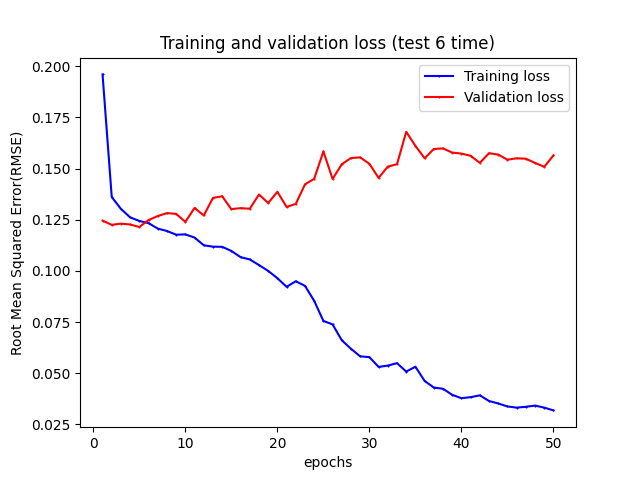 Training and validation loss (test 6 time)
Training loss
Validation loss
Root Mean Squared Error(RMSE)
0.200
0.175
0.150
0.125
0.100
0.075
0.050
0.025
0 10 20 30 40 50
epochs